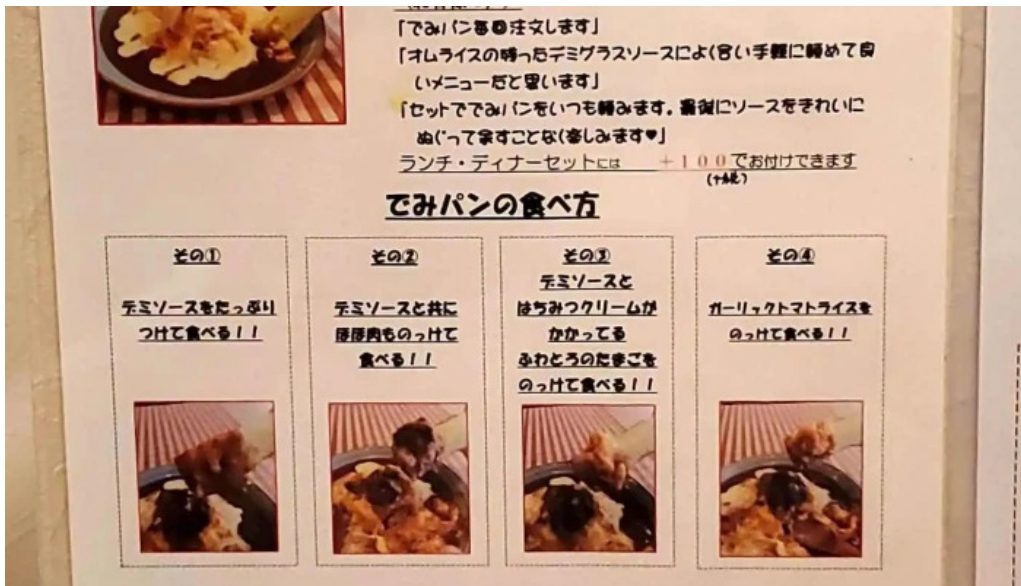 「でみパン毎回注文します」
「オムライスの残ったデミグラスソースによく合い手軽に頼めて良
いメニューだと思います」
「セットででみパンをいつも頼みます。最後にソースをきれいに
ぬぐって余すことなく楽しみます♥」
ランチ・ディナーセットには +100でお付けできます
(+税)
でみパンの食べ方
その①
デミソースをたっぷり
つけて食べる！！
その②
デミソースと共に
ほほ肉ものっけて
食べる！！
その③
デミソースと
はちみつクリームが
かかってる
ふわとろのたまごを
のっけて食べる！！
その④
ガーリックトマトライスを
のっけて食べる！！